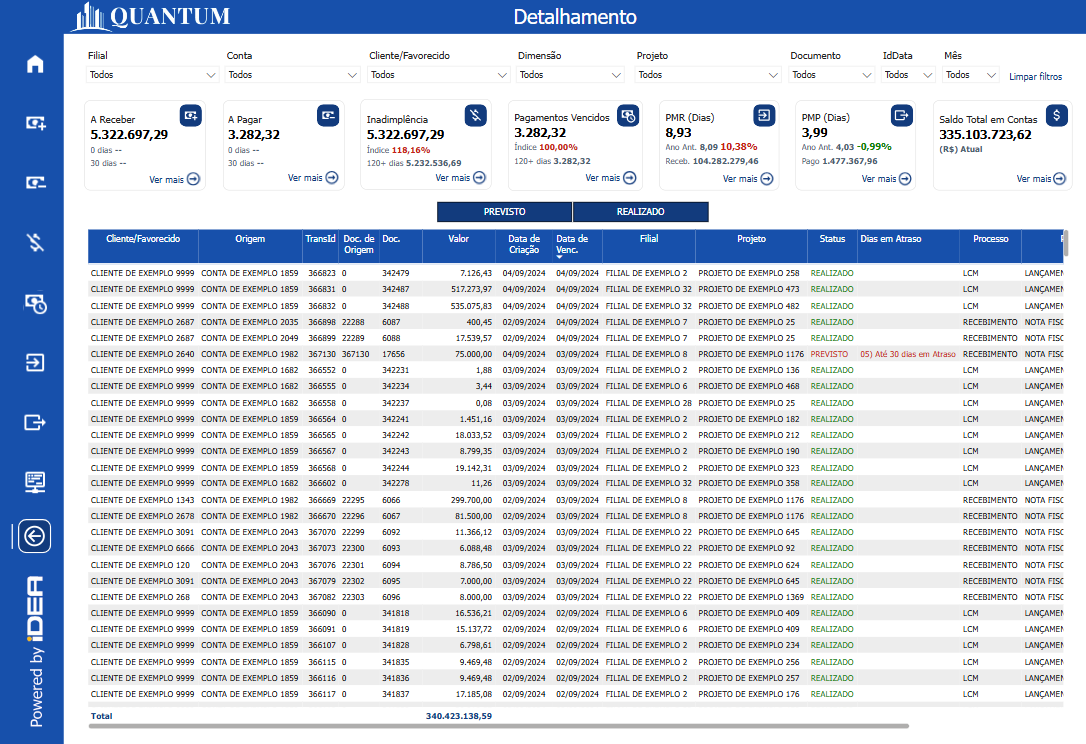 QUANTUM
Detalhamento
Filial Conta Cliente/Favorecido Dimensão Projeto Documento IdData Mês
Todos Todos Todos Todos Todos Todos Todos Todos Limpar filtros
A Receber
5.322.697,29
0 dias --
30 dias --
Ver mais
A Pagar
3.282,32
0 dias --
30 dias --
Ver mais
Inadimplência
5.322.697,29
Índice 118,16%
120+ dias 5.232.536,69
Ver mais
Pagamentos Vencidos
3.282,32
Índice 100,00%
120+ dias 3.282,32
Ver mais
PMR (Dias)
8,93
Ano Ant. 8,09 10,38%
Receb. 104.282.279,46
Ver mais
PMP (Dias)
3,99
Ano Ant. 4,03 -0,99%
Pago 1.477.367,96
Ver mais
Saldo Total em Contas
335.103.723,62
(R$) Atual
Ver mais
PREVISTO REALIZADO
Cliente/Favorecido Origem TransId Doc. de Origem Doc. Valor Data de Criação Data de Venc. Filial Projeto Status Dias em Atraso Processo
CLIENTE DE EXEMPLO 9999 CONTA DE EXEMPLO 1859 366823 0 342479 7.126,43 04/09/2024 04/09/2024 FILIAL DE EXEMPLO 2 PROJETO DE EXEMPLO 258 REALIZADO LCM LANÇAMEN
CLIENTE DE EXEMPLO 9999 CONTA DE EXEMPLO 1859 366831 0 342487 517.273,97 04/09/2024 04/09/2024 FILIAL DE EXEMPLO 32 PROJETO DE EXEMPLO 473 REALIZADO LCM LANÇAMEN
CLIENTE DE EXEMPLO 9999 CONTA DE EXEMPLO 1859 366832 0 342488 535.075,83 04/09/2024 04/09/2024 FILIAL DE EXEMPLO 32 PROJETO DE EXEMPLO 482 REALIZADO LCM LANÇAMEN
CLIENTE DE EXEMPLO 2687 CONTA DE EXEMPLO 2035 366898 22288 6087 400,45 02/09/2024 04/09/2024 FILIAL DE EXEMPLO 7 PROJETO DE EXEMPLO 25 REALIZADO RECEBIMENTO NOTA FISC
CLIENTE DE EXEMPLO 2687 CONTA DE EXEMPLO 2049 366899 22289 6088 17.539,57 02/09/2024 04/09/2024 FILIAL DE EXEMPLO 7 PROJETO DE EXEMPLO 25 REALIZADO RECEBIMENTO NOTA FISC
CLIENTE DE EXEMPLO 2640 CONTA DE EXEMPLO 1982 367130 367130 17656 75.000,00 04/09/2024 03/09/2024 FILIAL DE EXEMPLO 8 PROJETO DE EXEMPLO 1176 PREVISTO 05) Até 30 dias em Atraso RECEBIMENTO NOTA FISC
CLIENTE DE EXEMPLO 9999 CONTA DE EXEMPLO 1682 366552 0 342231 1,88 03/09/2024 03/09/2024 FILIAL DE EXEMPLO 2 PROJETO DE EXEMPLO 136 REALIZADO LCM LANÇAMEN
CLIENTE DE EXEMPLO 9999 CONTA DE EXEMPLO 1682 366555 0 342234 3,44 03/09/2024 03/09/2024 FILIAL DE EXEMPLO 6 PROJETO DE EXEMPLO 468 REALIZADO LCM LANÇAMEN
CLIENTE DE EXEMPLO 9999 CONTA DE EXEMPLO 1682 366558 0 342237 0,08 03/09/2024 03/09/2024 FILIAL DE EXEMPLO 28 PROJETO DE EXEMPLO 25 REALIZADO LCM LANÇAMEN
CLIENTE DE EXEMPLO 9999 CONTA DE EXEMPLO 1859 366564 0 342241 1.451,16 03/09/2024 03/09/2024 FILIAL DE EXEMPLO 2 PROJETO DE EXEMPLO 182 REALIZADO LCM LANÇAMEN
CLIENTE DE EXEMPLO 9999 CONTA DE EXEMPLO 1859 366565 0 342242 18.033,52 03/09/2024 03/09/2024 FILIAL DE EXEMPLO 2 PROJETO DE EXEMPLO 212 REALIZADO LCM LANÇAMEN
CLIENTE DE EXEMPLO 9999 CONTA DE EXEMPLO 1859 366567 0 342243 8.799,35 03/09/2024 03/09/2024 FILIAL DE EXEMPLO 2 PROJETO DE EXEMPLO 190 REALIZADO LCM LANÇAMEN
CLIENTE DE EXEMPLO 9999 CONTA DE EXEMPLO 1859 366568 0 342244 19.142,31 03/09/2024 03/09/2024 FILIAL DE EXEMPLO 2 PROJETO DE EXEMPLO 323 REALIZADO LCM LANÇAMEN
CLIENTE DE EXEMPLO 9999 CONTA DE EXEMPLO 1682 366602 0 342278 11,26 03/09/2024 03/09/2024 FILIAL DE EXEMPLO 32 PROJETO DE EXEMPLO 358 REALIZADO LCM LANÇAMEN
CLIENTE DE EXEMPLO 1343 CONTA DE EXEMPLO 1982 366669 22295 6066 299.700,00 02/09/2024 03/09/2024 FILIAL DE EXEMPLO 8 PROJETO DE EXEMPLO 1176 REALIZADO RECEBIMENTO NOTA FISC
CLIENTE DE EXEMPLO 2678 CONTA DE EXEMPLO 1982 366670 22296 6067 81.500,00 02/09/2024 03/09/2024 FILIAL DE EXEMPLO 8 PROJETO DE EXEMPLO 1176 REALIZADO RECEBIMENTO NOTA FISC
CLIENTE DE EXEMPLO 3091 CONTA DE EXEMPLO 2043 367070 22299 6092 11.366,12 03/09/2024 03/09/2024 FILIAL DE EXEMPLO 22 PROJETO DE EXEMPLO 645 REALIZADO RECEBIMENTO NOTA FISC
CLIENTE DE EXEMPLO 6666 CONTA DE EXEMPLO 2043 367073 22300 6093 6.088,48 03/09/2024 03/09/2024 FILIAL DE EXEMPLO 22 PROJETO DE EXEMPLO 92 REALIZADO RECEBIMENTO NOTA FISC
CLIENTE DE EXEMPLO 120 CONTA DE EXEMPLO 2043 367076 22301 6094 8.786,50 03/09/2024 03/09/2024 FILIAL DE EXEMPLO 22 PROJETO DE EXEMPLO 624 REALIZADO RECEBIMENTO NOTA FISC
CLIENTE DE EXEMPLO 3091 CONTA DE EXEMPLO 2043 367079 22302 6095 7.000,00 03/09/2024 03/09/2024 FILIAL DE EXEMPLO 22 PROJETO DE EXEMPLO 645 REALIZADO RECEBIMENTO NOTA FISC
CLIENTE DE EXEMPLO 268 CONTA DE EXEMPLO 2043 367082 22303 6096 8.000,00 03/09/2024 03/09/2024 FILIAL DE EXEMPLO 22 PROJETO DE EXEMPLO 1369 REALIZADO RECEBIMENTO NOTA FISC
CLIENTE DE EXEMPLO 9999 CONTA DE EXEMPLO 1859 366090 0 341818 16.536,21 02/09/2024 02/09/2024 FILIAL DE EXEMPLO 6 PROJETO DE EXEMPLO 409 REALIZADO LCM LANÇAMEN
CLIENTE DE EXEMPLO 9999 CONTA DE EXEMPLO 1859 366091 0 341819 15.137,72 02/09/2024 02/09/2024 FILIAL DE EXEMPLO 6 PROJETO DE EXEMPLO 409 REALIZADO LCM LANÇAMEN
CLIENTE DE EXEMPLO 9999 CONTA DE EXEMPLO 1859 366107 0 341828 6.798,61 02/09/2024 02/09/2024 FILIAL DE EXEMPLO 2 PROJETO DE EXEMPLO 234 REALIZADO LCM LANÇAMEN
CLIENTE DE EXEMPLO 9999 CONTA DE EXEMPLO 1859 366115 0 341835 9.469,48 02/09/2024 02/09/2024 FILIAL DE EXEMPLO 2 PROJETO DE EXEMPLO 256 REALIZADO LCM LANÇAMEN
CLIENTE DE EXEMPLO 9999 CONTA DE EXEMPLO 1859 366116 0 341836 9.469,48 02/09/2024 02/09/2024 FILIAL DE EXEMPLO 2 PROJETO DE EXEMPLO 257 REALIZADO LCM LANÇAMEN
CLIENTE DE EXEMPLO 9999 CONTA DE EXEMPLO 1859 366117 0 341837 17.185,08 02/09/2024 02/09/2024 FILIAL DE EXEMPLO 2 PROJETO DE EXEMPLO 176 REALIZADO LCM LANÇAMEN
Total 340.423.138,59
Powered by iDEA